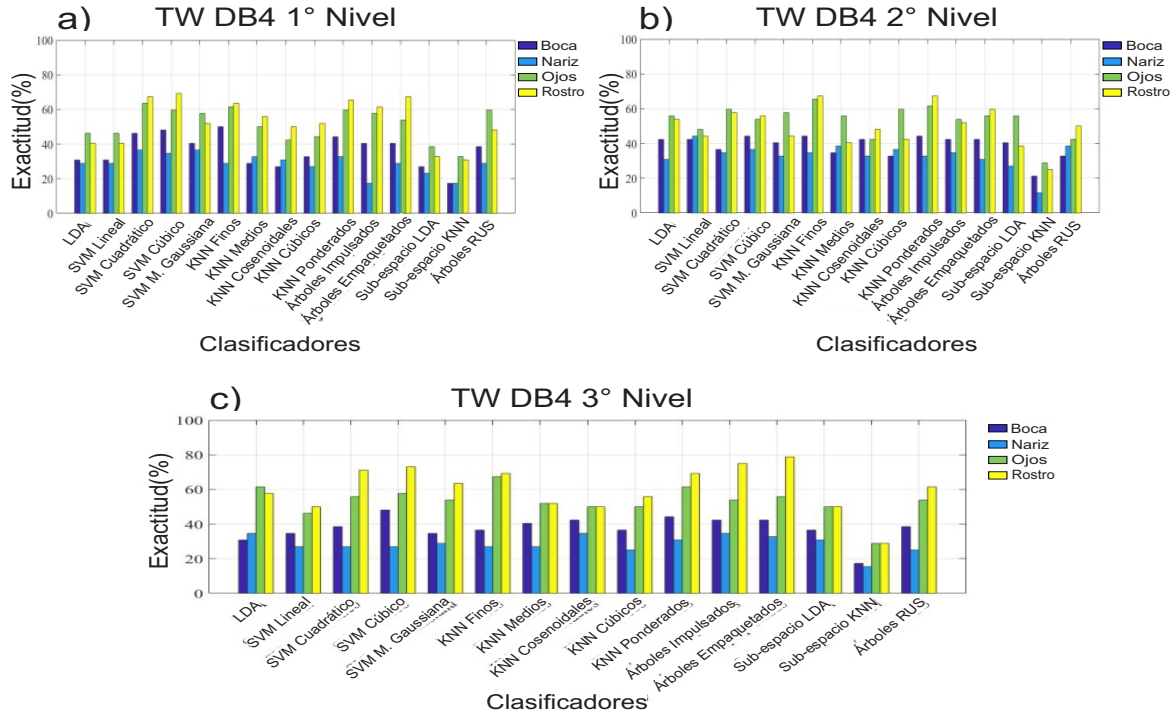 a) TW DB4 1° Nivel
Exactitud(%)
100
80
60
40
20
0
Boca
Nariz
Ojos
Rostro
LDA
SVM Lineal
SVM Cuadrático
SVM Cúbico
SVM M. Gaussiana
KNN Finos
KNN Medios
KNN Cosenoidales
KNN Cúbicos
KNN Ponderados
Árboles Impulsados
Árboles Empaquetados
Sub-espacio LDA
Sub-espacio KNN
Árboles RUS
Clasificadores
b) TW DB4 2° Nivel
Exactitud(%)
100
80
60
40
20
0
Boca
Nariz
Ojos
Rostro
LDA
SVM Lineal
SVM Cuadrático
SVM Cúbico
SVM M. Gaussiana
KNN Finos
KNN Medios
KNN Cosenoidales
KNN Cúbicos
KNN Ponderados
Árboles Impulsados
Árboles Empaquetados
Sub-espacio LDA
Sub-espacio KNN
Árboles RUS
Clasificadores
c) TW DB4 3° Nivel
Exactitud(%)
100
80
60
40
20
0
Boca
Nariz
Ojos
Rostro
LDA
SVM Lineal
SVM Cuadrático
SVM Cúbico
SVM M. Gaussiana
KNN Finos
KNN Medios
KNN Cosenoidales
KNN Cúbicos
KNN Ponderados
Árboles Impulsados
Árboles Empaquetados
Sub-espacio LDA
Sub-espacio KNN
Árboles RUS
Clasificadores